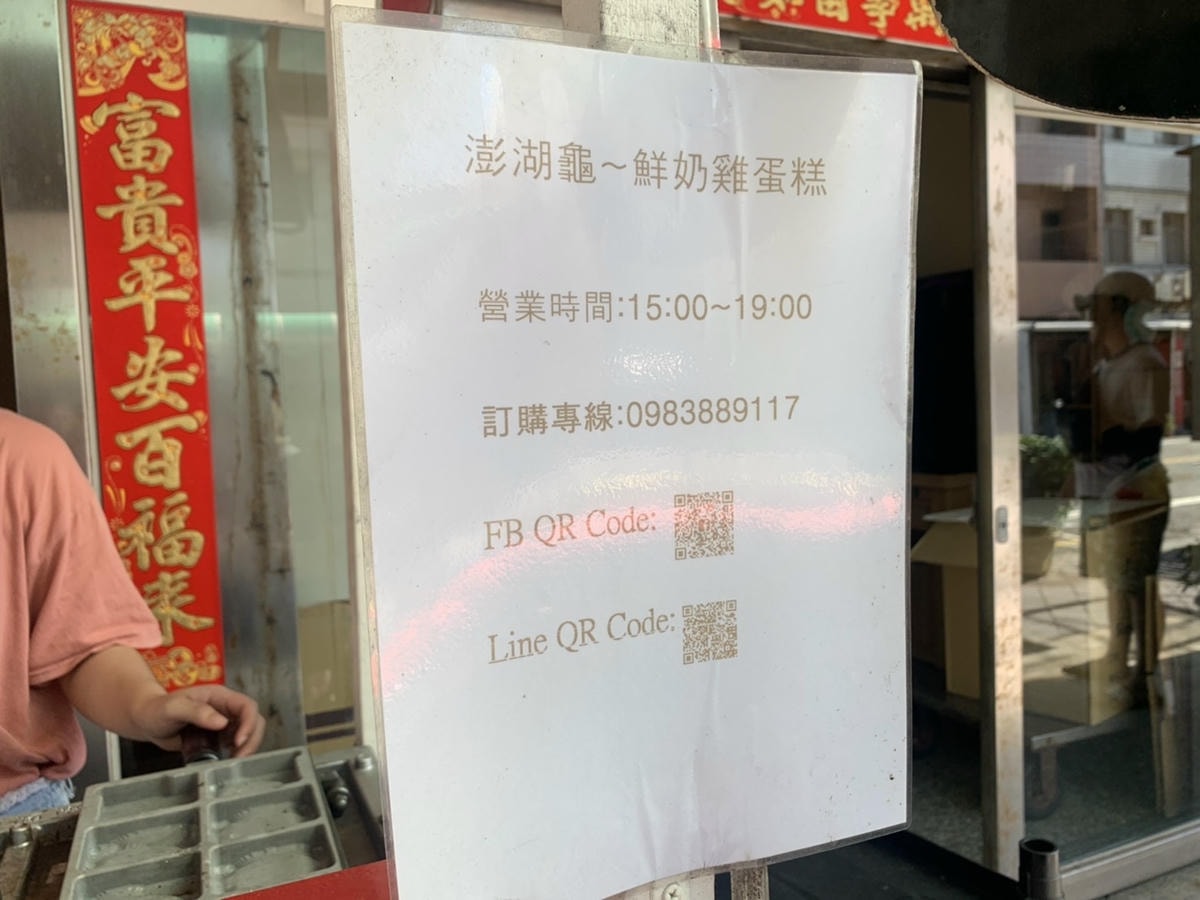 富貴平安百福來
澎湖龜~鮮奶雞蛋糕
營業時間:15:00~19:00
訂購專線:0983889117
FB QR Code:
Line QR Code: